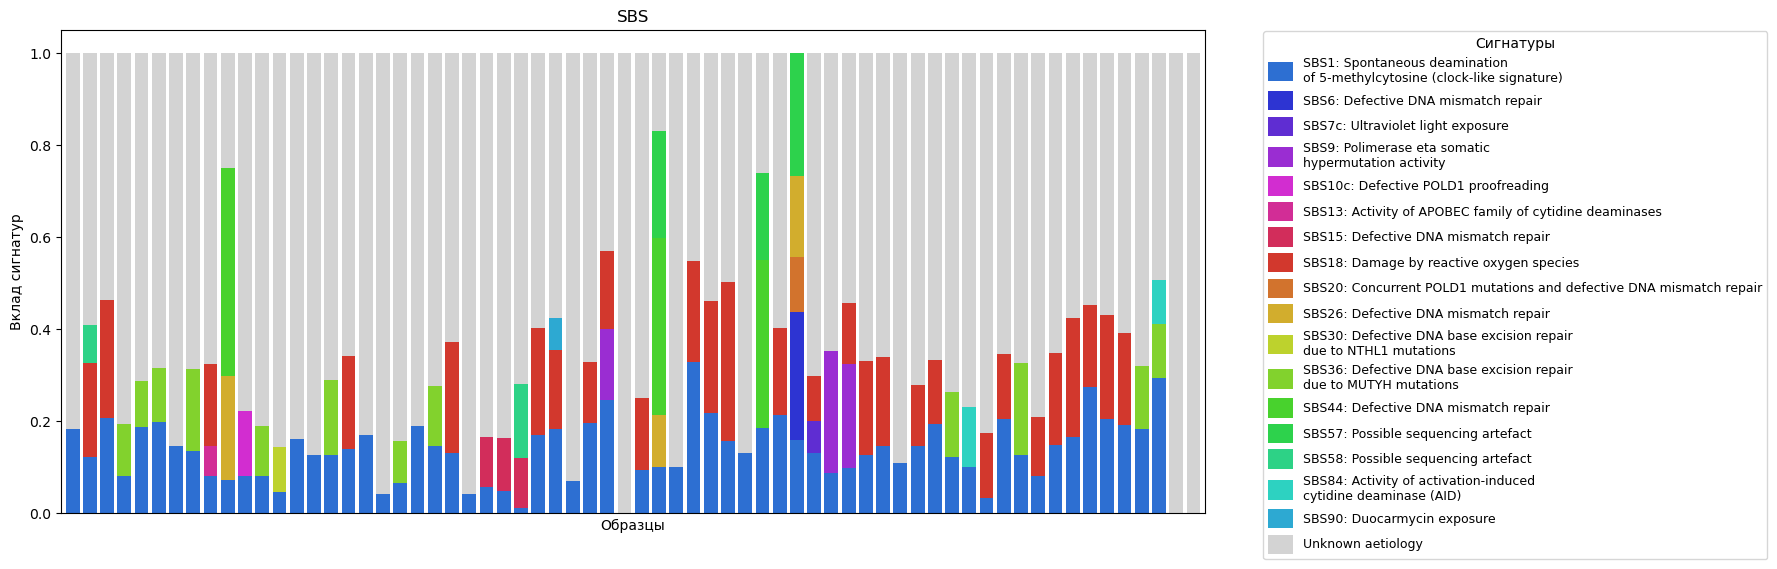 SBS
Вклад сигнатур
1.0
0.8
0.6
0.4
0.2
0.0
Образцы
Сигнатуры
SBS1: Spontaneous deamination
of 5-methylcytosine (clock-like signature)
SBS6: Defective DNA mismatch repair
SBS7c: Ultraviolet light exposure
SBS9: Polimerase eta somatic
hypermutation activity
SBS10c: Defective POLD1 proofreading
SBS13: Activity of APOBEC family of cytidine deaminases
SBS15: Defective DNA mismatch repair
SBS18: Damage by reactive oxygen species
SBS20: Concurrent POLD1 mutations and defective DNA mismatch repair
SBS26: Defective DNA mismatch repair
SBS30: Defective DNA base excision repair
due to NTHL1 mutations
SBS36: Defective DNA base excision repair
due to MUTYH mutations
SBS44: Defective DNA mismatch repair
SBS57: Possible sequencing artefact
SBS58: Possible sequencing artefact
SBS84: Activity of activation-induced
cytidine deaminase (AID)
SBS90: Duocarmycin exposure
Unknown aetiology